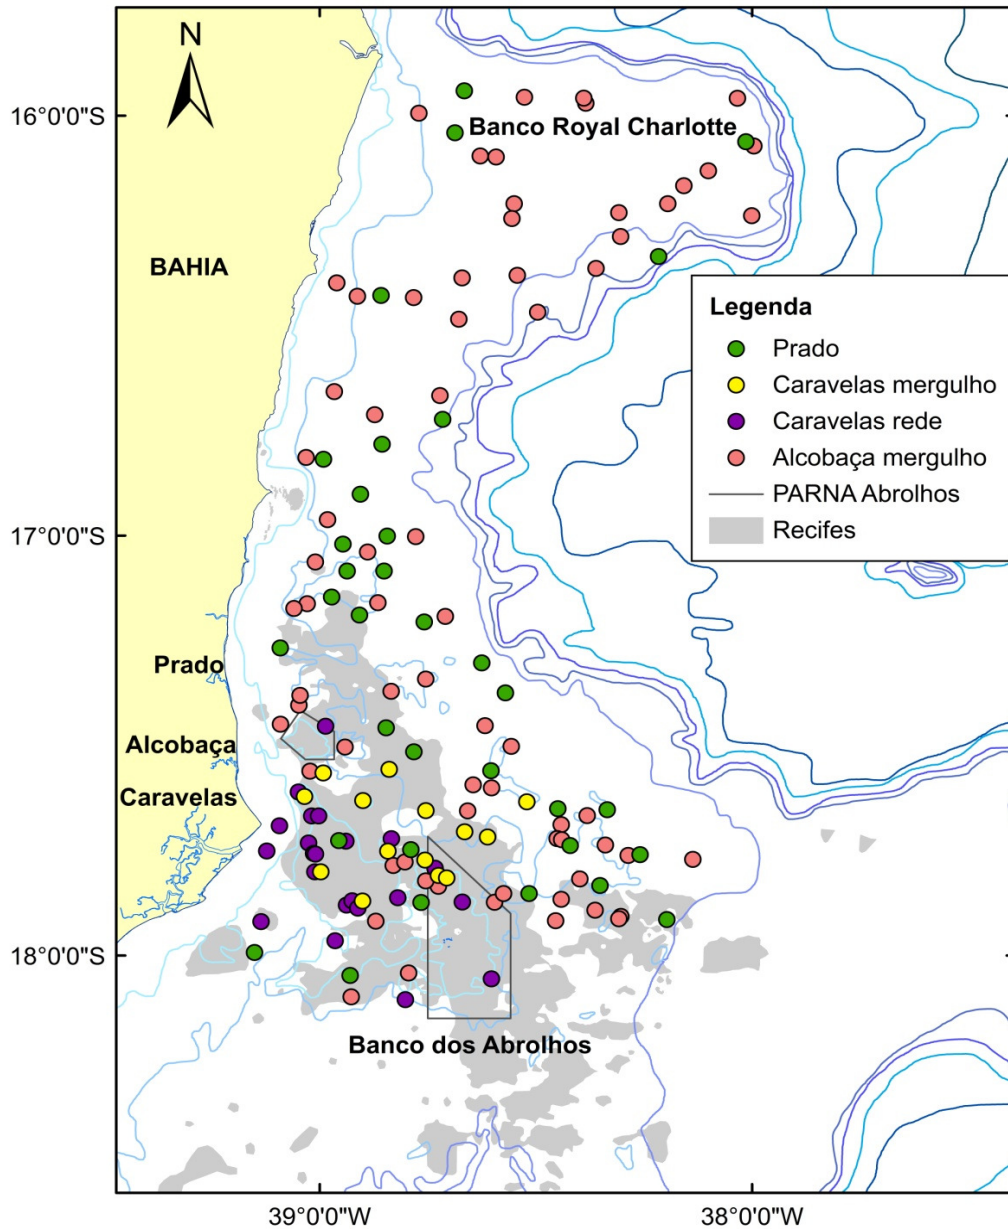 N
16°0'0"S
Banco Royal Charlotte
BAHIA
Legenda
Prado
Caravelas mergulho
Caravelas rede
Alcobaça mergulho
PARNA Abrolhos
Recifes
17°0'0"S
Prado
Alcobaça
Caravelas
18°0'0"S
Banco dos Abrolhos
39°0'0"W
38°0'0"W